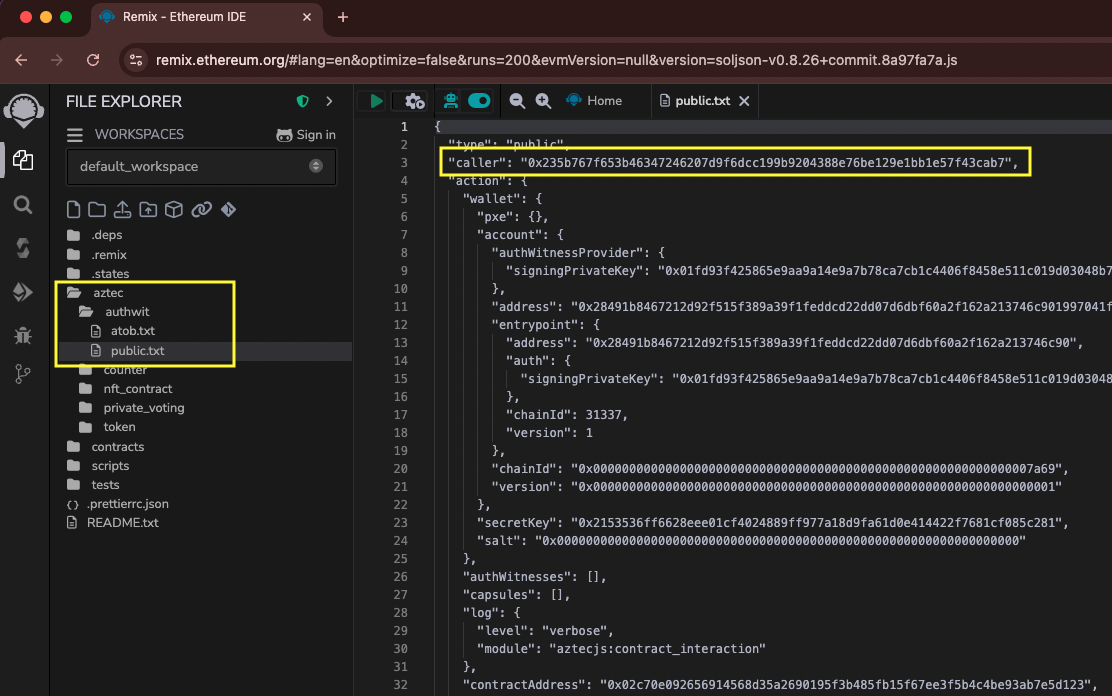 Remix - Ethereum IDE
remix.ethereum.org/#lang=en&optimize=false&runs=200&evmVersion=null&version=soljson-v0.8.26+commit.8a97fa7a.js
FILE EXPLORER
WORKSPACES
Sign in
default_workspace
.deps
.remix
.states
aztec
authwit
atob.txt
public.txt
counter
nft_contract
private_voting
token
contracts
scripts
tests
.prettierrc.json
README.txt
Home
public.txt
1 {
2 "type": "public",
3 "caller": "0x235b767f653b46347246207d9f6dcc199b9204388e76be129e1bb1e57f43cab7",
4 "action": {
5 "wallet": {
6 "pxe": {},
7 "account": {
8 "authWitnessProvider": {
9 "signingPrivateKey": "0x01fd93f425865e9aa9a14e9a7b78ca7cb1c4406f8458e511c019d03048b7
10 },
11 "address": "0x28491b8467212d92f515f389a39f1feddcd22dd07d6dbf60a2f162a213746c901997041f
12 "entrypoint": {
13 "address": "0x28491b8467212d92f515f389a39f1feddcd22dd07d6dbf60a2f162a213746c90",
14 "auth": {
15 "signingPrivateKey": "0x01fd93f425865e9aa9a14e9a7b78ca7cb1c4406f8458e511c019d03048
16 },
17 "chainId": 31337,
18 "version": 1
19 },
20 "chainId": "0x0000000000000000000000000000000000000000000000000000000000007a69",
21 "version": "0x0000000000000000000000000000000000000000000000000000000000000001"
22 },
23 "secretKey": "0x2153536ff6628eee01cf4024889ff977a18d9fa61d0e414422f7681cf085c281",
24 "salt": "0x0000000000000000000000000000000000000000000000000000000000000000"
25 },
26 "authWitnesses": [],
27 "capsules": [],
28 "log": {
29 "level": "verbose",
30 "module": "aztecjs:contract_interaction"
31 },
32 "contractAddress": "0x02c70e092656914568d35a2690195f3b485fb15f67ee3f5b4c4be93ab7e5d123",